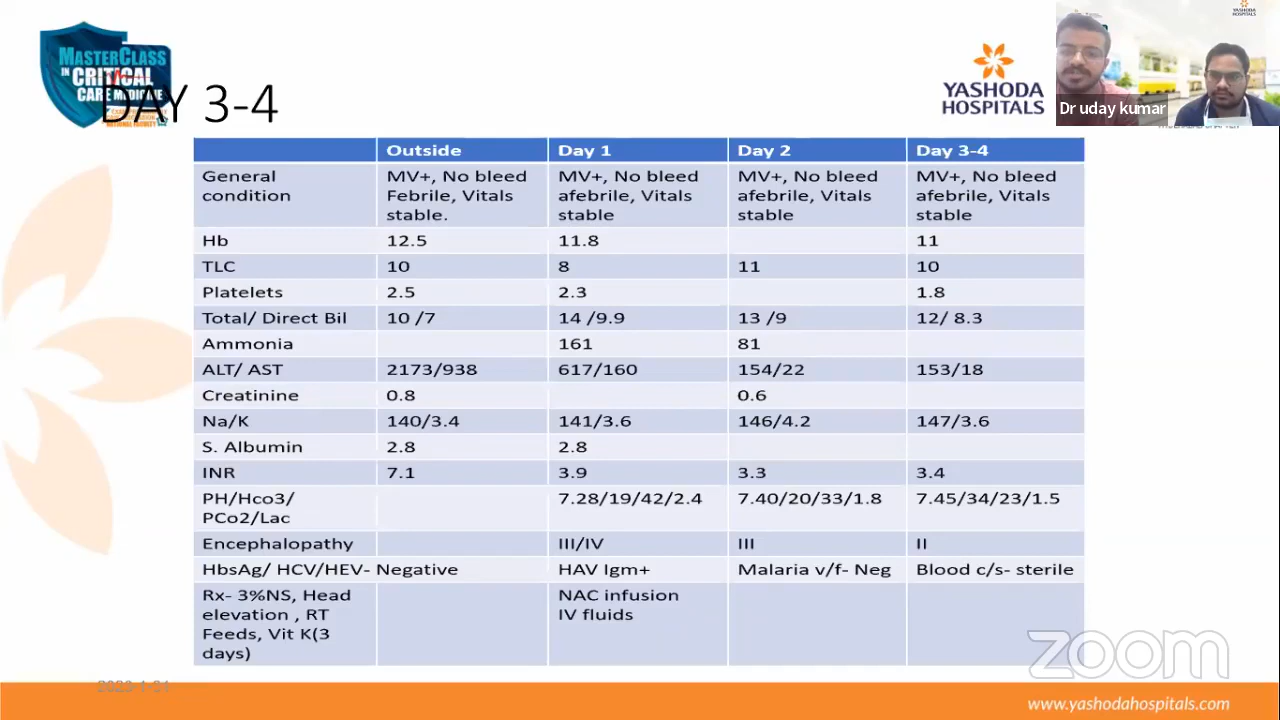 MASTERCLASS
IN
CRITICAL
CARE MEDICINE
DAY 3-4
YASHODA
HOSPITALS
Dr uday kumar
Outside Day 1 Day 2 Day 3-4
General condition MV+, No bleed Febrile, Vitals stable. MV+, No bleed afebrile, Vitals stable MV+, No bleed afebrile, Vitals stable MV+, No bleed afebrile, Vitals stable
Hb 12.5 11.8 11
TLC 10 8 11 10
Platelets 2.5 2.3 1.8
Total/ Direct Bil 10 /7 14 /9.9 13 /9 12/ 8.3
Ammonia 161 81
ALT/ AST 2173/938 617/160 154/22 153/18
Creatinine 0.8 0.6
Na/K 140/3.4 141/3.6 146/4.2 147/3.6
S. Albumin 2.8 2.8
INR 7.1 3.9 3.3 3.4
PH/Hco3/ PCo2/Lac 7.28/19/42/2.4 7.40/20/33/1.8 7.45/34/23/1.5
Encephalopathy III/IV III II
HbsAg/ HCV/HEV- Negative HAV Igm+ Malaria v/f- Neg Blood c/s- sterile
Rx- 3%NS, Head elevation , RT Feeds, Vit K(3 days) NAC infusion IV fluids
zoom
www.yashodahospitals.com